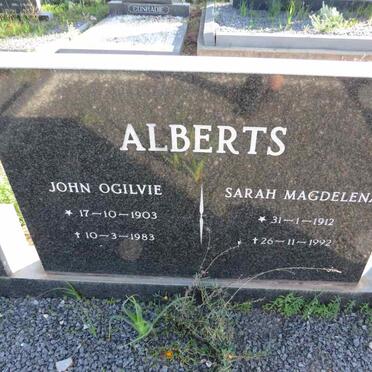 ALBERTS
JOHN OGILVIE
* 17-10-1903
† 10-3-1983
SARAH MAGDELENA
* 31-1-1912
† 26-11-1992